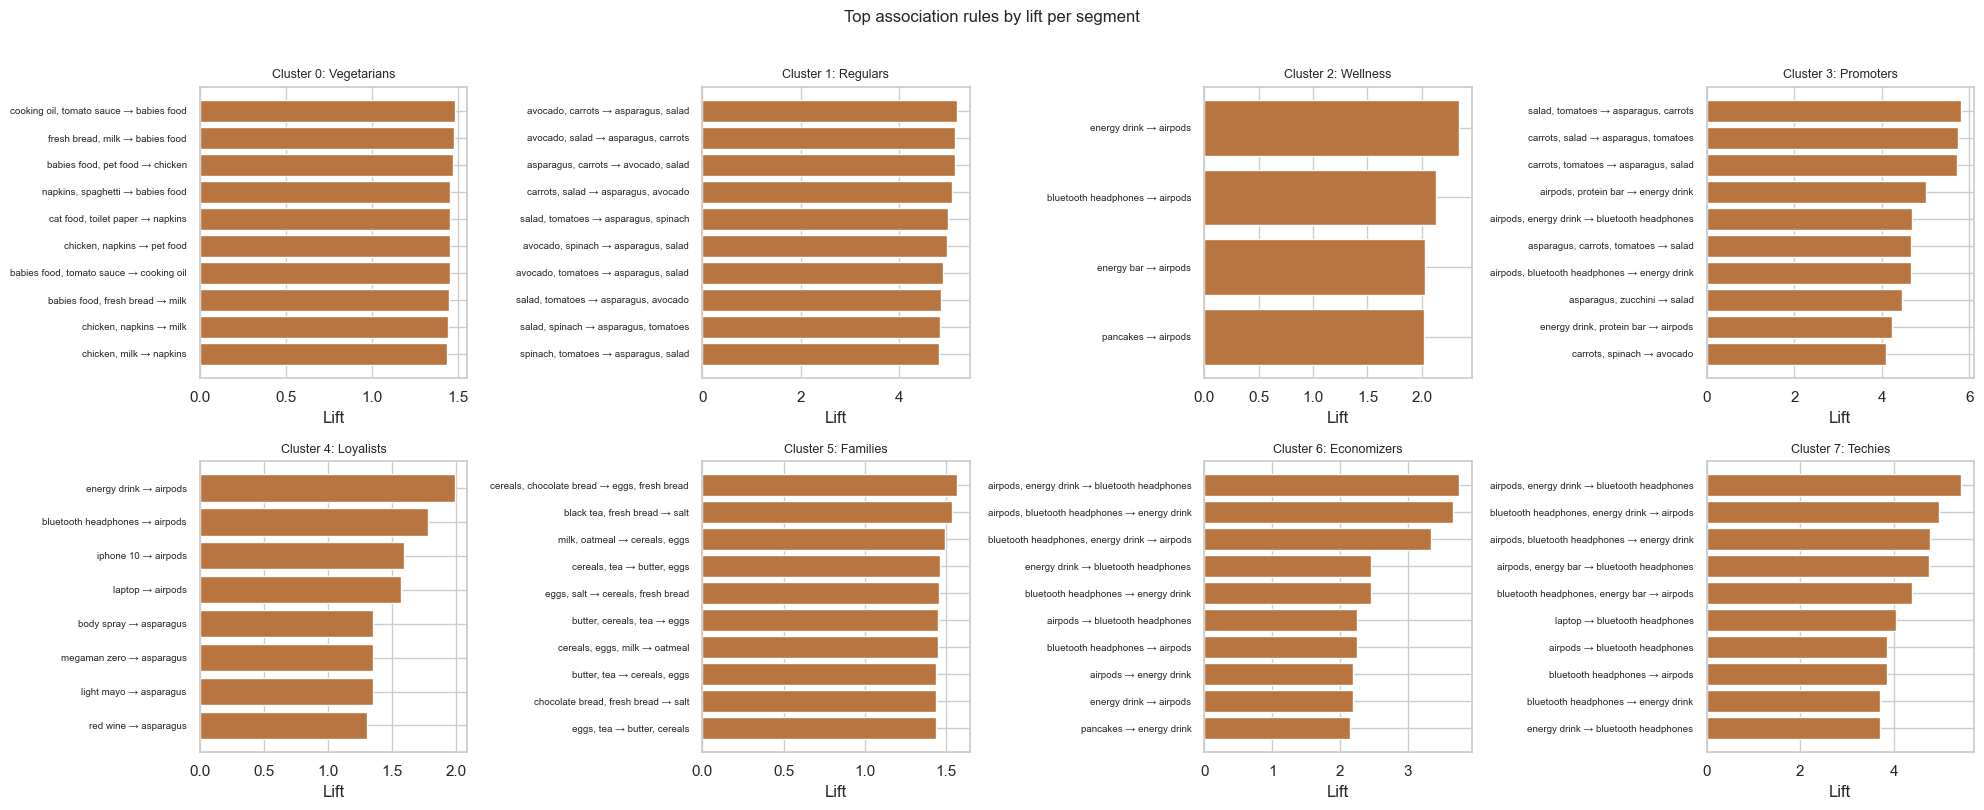 Top association rules by lift per segment
Cluster 0: Vegetarians
cooking oil, tomato sauce → babies food
fresh bread, milk → babies food
babies food, pet food → chicken
napkins, spaghetti → babies food
cat food, toilet paper → napkins
chicken, napkins → pet food
babies food, tomato sauce → cooking oil
babies food, fresh bread → milk
chicken, napkins → milk
chicken, milk → napkins
0.0 0.5 1.0 1.5
Lift
Cluster 1: Regulars
avocado, carrots → asparagus, salad
avocado, salad → asparagus, carrots
asparagus, carrots → avocado, salad
carrots, salad → asparagus, avocado
salad, tomatoes → asparagus, spinach
avocado, spinach → asparagus, salad
avocado, tomatoes → asparagus, salad
salad, tomatoes → asparagus, avocado
salad, spinach → asparagus, tomatoes
spinach, tomatoes → asparagus, salad
0 2 4
Lift
Cluster 2: Wellness
energy drink → airpods
bluetooth headphones → airpods
energy bar → airpods
pancakes → airpods
0.0 0.5 1.0 1.5 2.0
Lift
Cluster 3: Promoters
salad, tomatoes → asparagus, carrots
carrots, salad → asparagus, tomatoes
carrots, tomatoes → asparagus, salad
airpods, protein bar → energy drink
airpods, energy drink → bluetooth headphones
asparagus, carrots, tomatoes → salad
airpods, bluetooth headphones → energy drink
asparagus, zucchini → salad
energy drink, protein bar → airpods
carrots, spinach → avocado
0 2 4 6
Lift
Cluster 4: Loyalists
energy drink → airpods
bluetooth headphones → airpods
iphone 10 → airpods
laptop → airpods
body spray → asparagus
megaman zero → asparagus
light mayo → asparagus
red wine → asparagus
0.0 0.5 1.0 1.5 2.0
Lift
Cluster 5: Families
cereals, chocolate bread → eggs, fresh bread
black tea, fresh bread → salt
milk, oatmeal → cereals, eggs
cereals, tea → butter, eggs
eggs, salt → cereals, fresh bread
butter, cereals, tea → eggs
cereals, eggs, milk → oatmeal
butter, tea → cereals, eggs
chocolate bread, fresh bread → salt
eggs, tea → butter, cereals
0.0 0.5 1.0 1.5
Lift
Cluster 6: Economizers
airpods, energy drink → bluetooth headphones
airpods, bluetooth headphones → energy drink
bluetooth headphones, energy drink → airpods
energy drink → bluetooth headphones
bluetooth headphones → energy drink
airpods → bluetooth headphones
bluetooth headphones → airpods
airpods → energy drink
energy drink → airpods
pancakes → energy drink
0 1 2 3
Lift
Cluster 7: Techies
airpods, energy drink → bluetooth headphones
bluetooth headphones, energy drink → airpods
airpods, bluetooth headphones → energy drink
airpods, energy bar → bluetooth headphones
bluetooth headphones, energy bar → airpods
laptop → bluetooth headphones
airpods → bluetooth headphones
bluetooth headphones → airpods
bluetooth headphones → energy drink
energy drink → bluetooth headphones
0 2 4
Lift